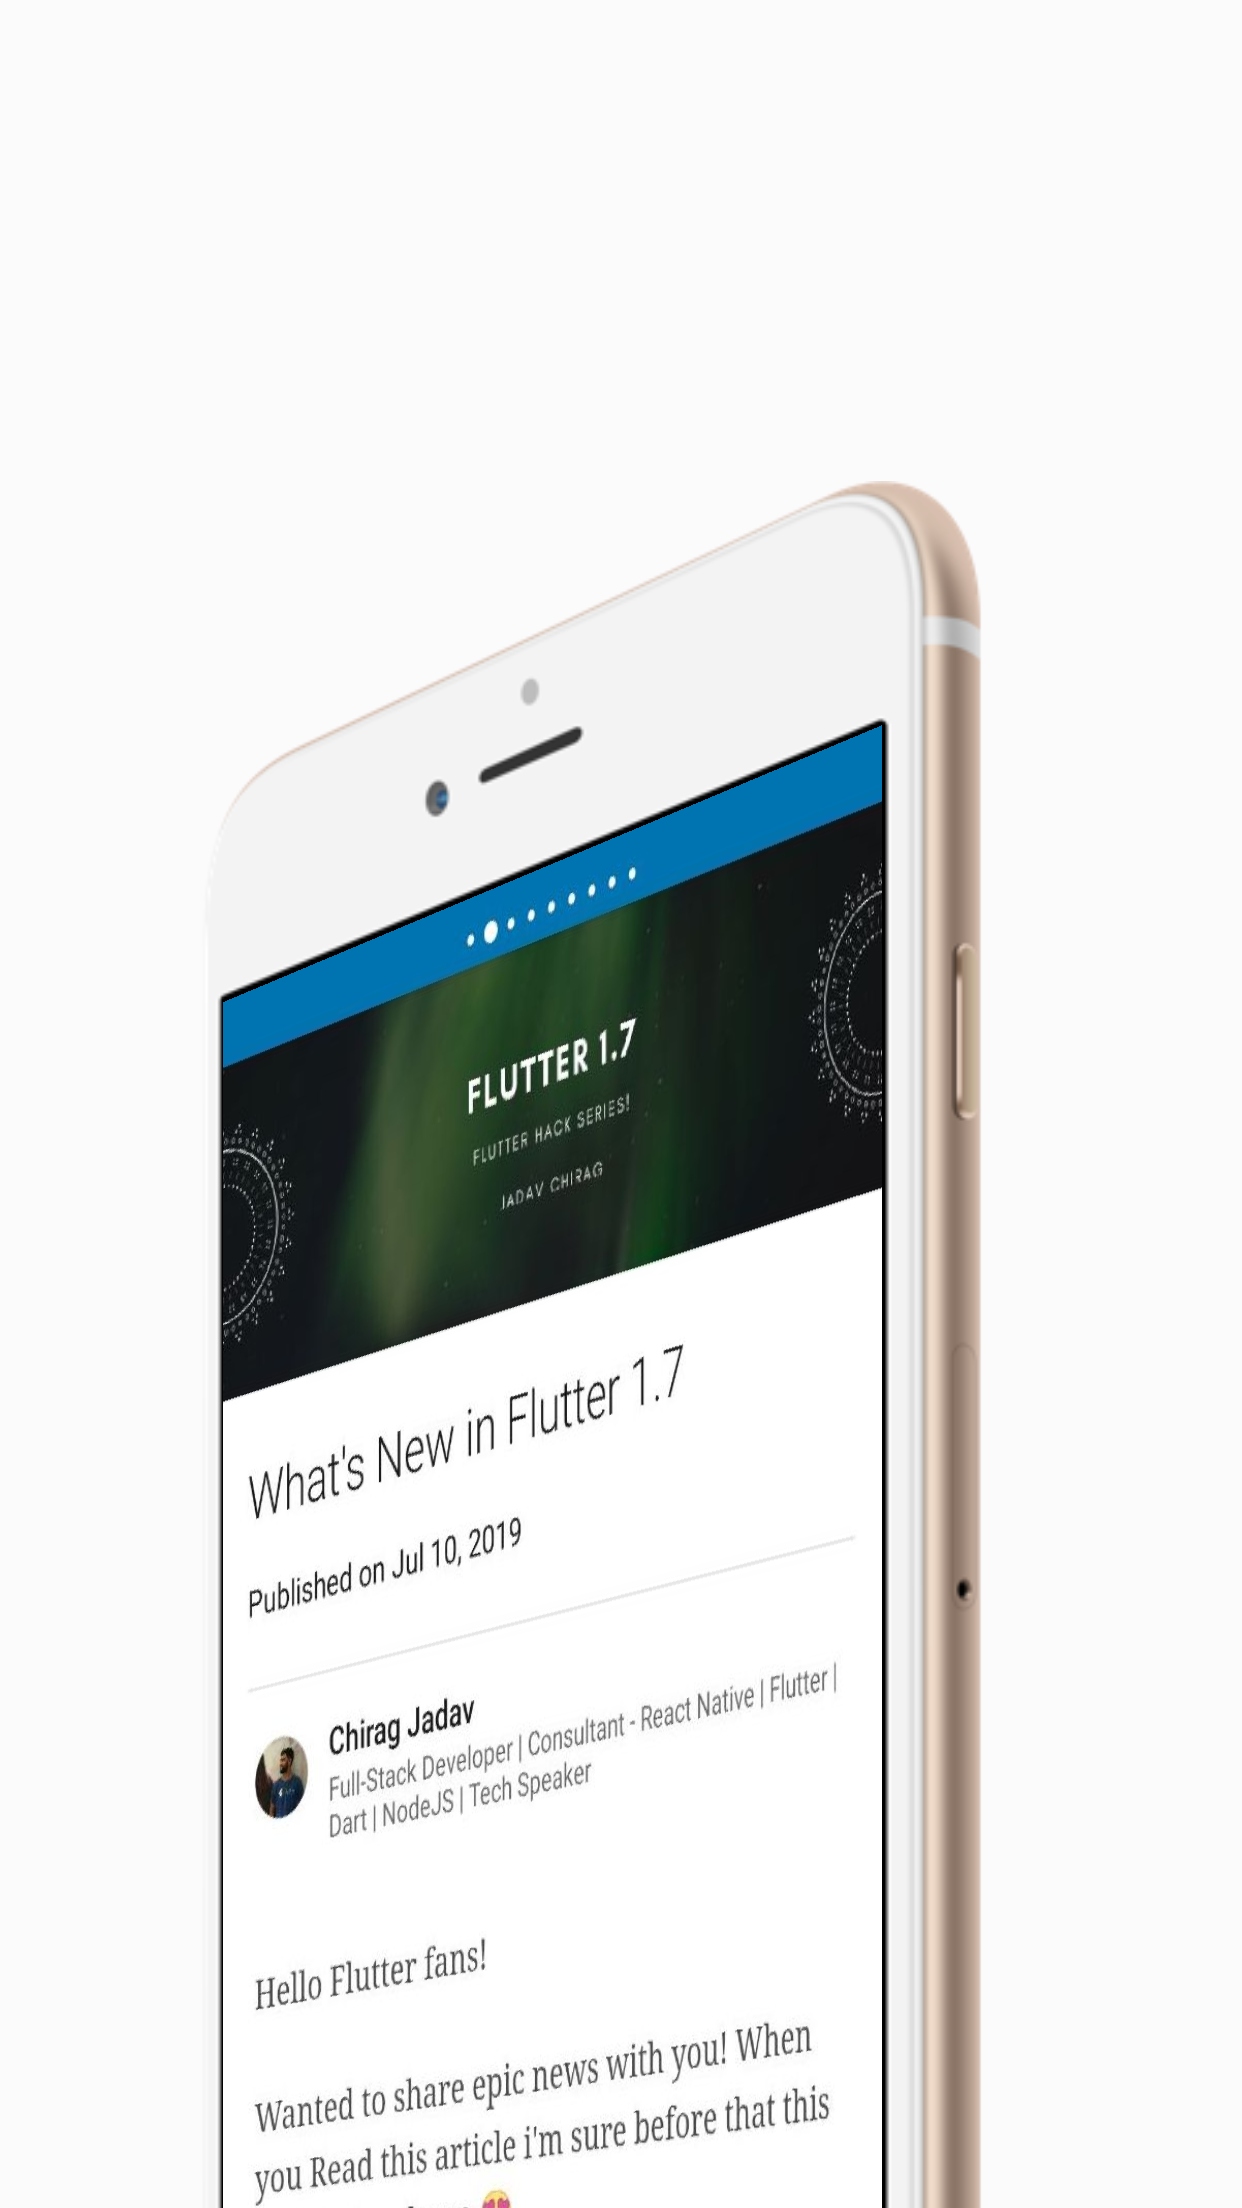 FLUTTER 1.7
FLUTTER HACK SERIES!
JADAV CHIRAG
What's New in Flutter 1.7
Published on Jul 10, 2019
Chirag Jadav
Full-Stack Developer | Consultant - React Native | Flutter |
Dart | NodeJS | Tech Speaker
Hello Flutter fans!
Wanted to share epic news with you! When
you Read this article i'm sure before that this
😍